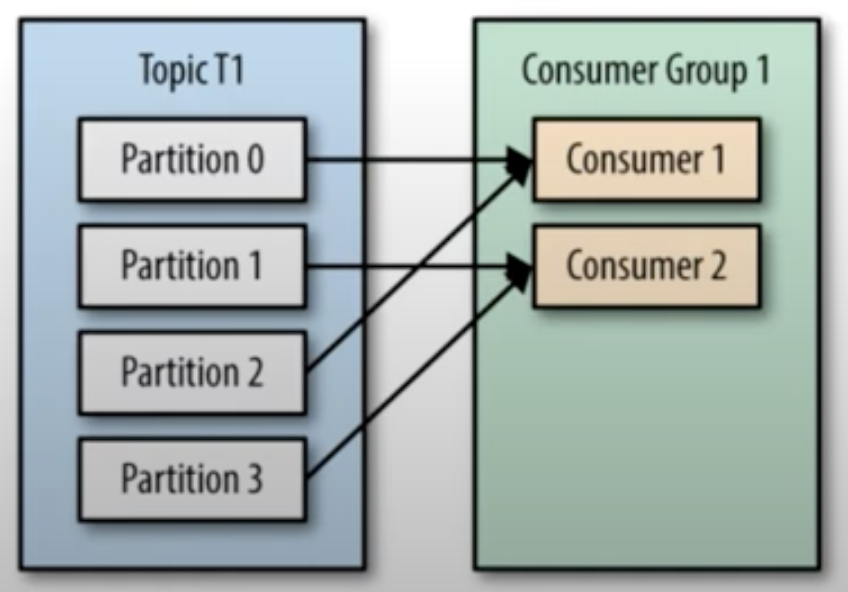 Topic T1
Partition 0
Partition 1
Partition 2
Partition 3
Consumer Group 1
Consumer 1
Consumer 2